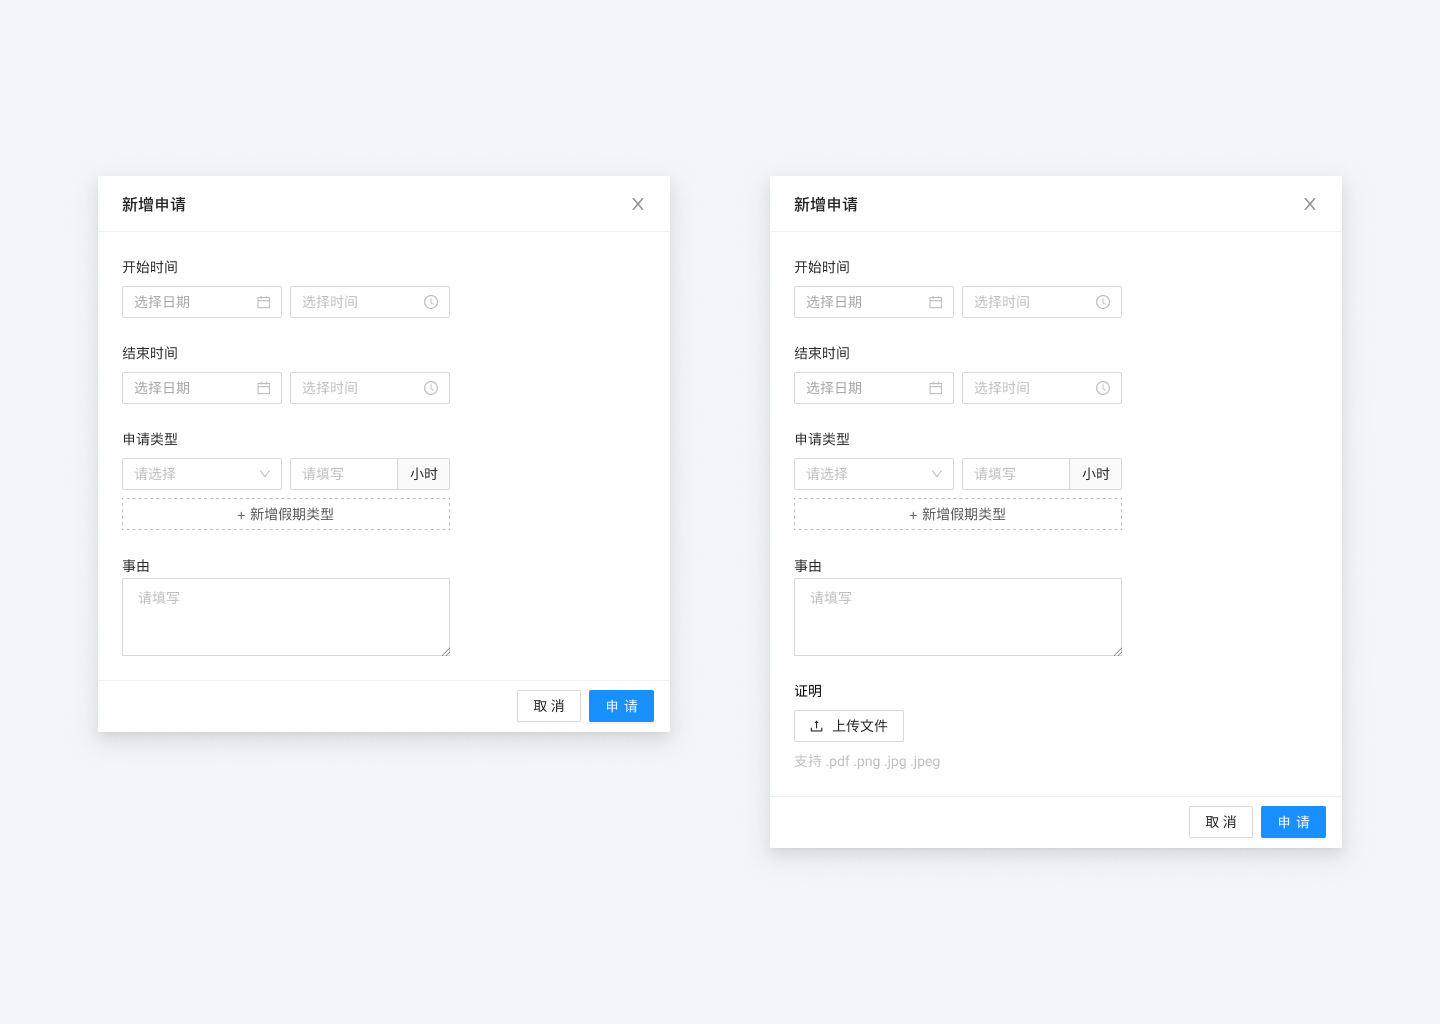 新增申请
开始时间
选择日期 选择时间
结束时间
选择日期 选择时间
申请类型
请选择 请填写 小时
+ 新增假期类型
事由
请填写
取 消 申 请
新增申请
开始时间
选择日期 选择时间
结束时间
选择日期 选择时间
申请类型
请选择 请填写 小时
+ 新增假期类型
事由
请填写
证明
上传文件
支持 .pdf .png .jpg .jpeg
取 消 申 请